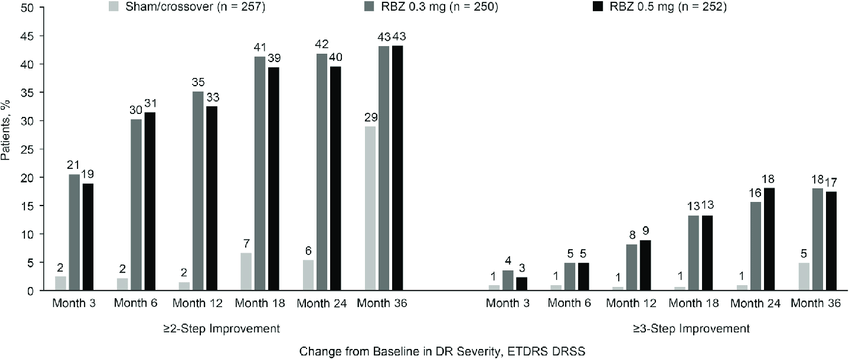 Sham/crossover (n = 257) RBZ 0.3 mg (n = 250) RBZ 0.5 mg (n = 252)
Patients, %
50
45
40
35
30
25
20
15
10
5
0
2 21 19 2 30 31 2 35 33 7 41 39 6 42 40 29 43 43
1 4 3 1 5 5 1 8 9 1 13 13 1 16 18 5 18 17
Month 3 Month 6 Month 12 Month 18 Month 24 Month 36 Month 3 Month 6 Month 12 Month 18 Month 24 Month 36
≥2-Step Improvement ≥3-Step Improvement
Change from Baseline in DR Severity, ETDRS DRSS